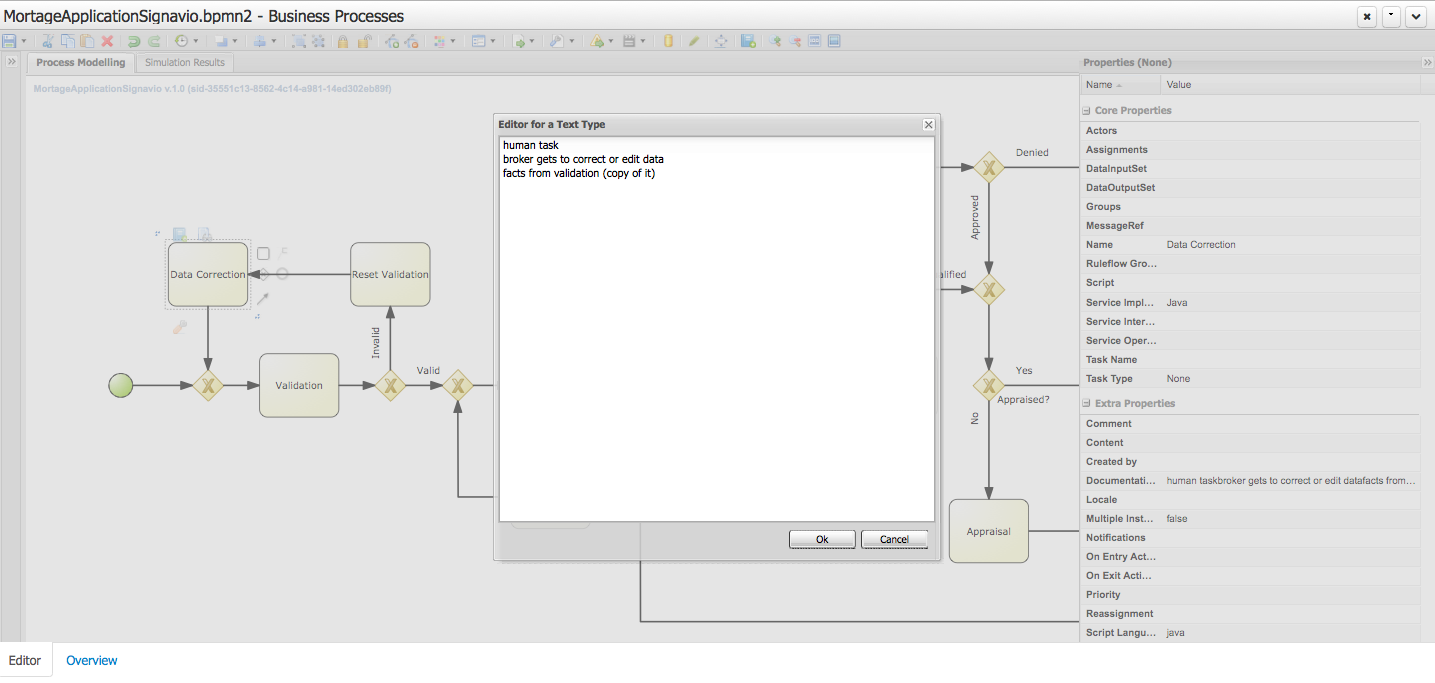 MortageApplicationSignavio.bpmn2 - Business Processes
Process Modelling
Simulation Results
MortageApplicationSignavio v.1.0 (eid-35551c13-8562-4c14-a981-14ed302eb89f)
Editor for a Text Type
human task
broker gets to correct or edit data
facts from validation (copy of it)
Ok
Cancel
Data Correction
Reset Validation
Invalid
Validation
Valid
Denied
Approved
alified
Yes
Appraised?
No
Appraisal
Properties (None)
Name Value
Core Properties
Actors
Assignments
DataInputSet
DataOutputSet
Groups
MessageRef
Name Data Correction
Ruleflow Gro...
Script
Service Impl... Java
Service Inter...
Service Oper...
Task Name
Task Type None
Extra Properties
Comment
Content
Created by
Documentati... human taskbroker gets to correct or edit datafacts from...
Locale
Multiple Inst... false
Notifications
On Entry Act...
On Exit Acti...
Priority
Reassignment
Script Langu... java
Editor
Overview